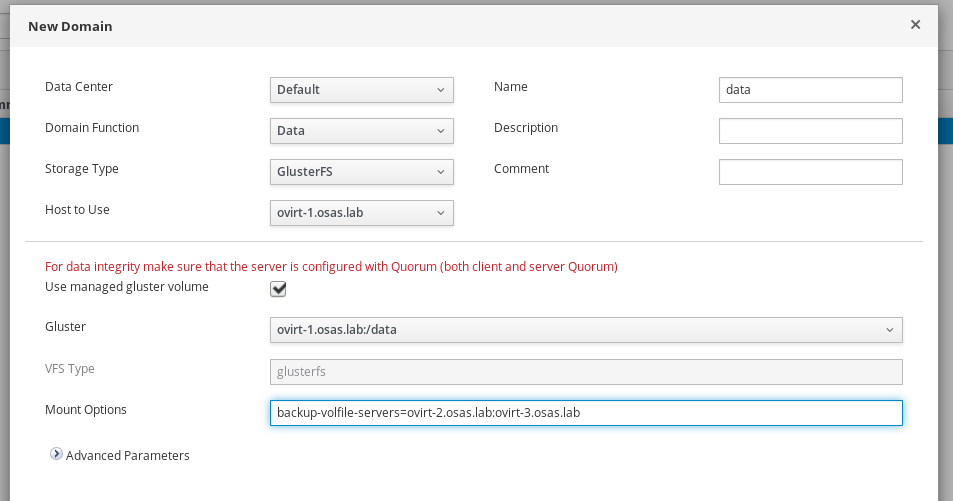 New Domain
Data Center Default Name data
Domain Function Data Description
Storage Type GlusterFS Comment
Host to Use ovirt-1.osas.lab
For data integrity make sure that the server is configured with Quorum (both client and server Quorum)
Use managed gluster volume
Gluster ovirt-1.osas.lab:/data
VFS Type glusterfs
Mount Options backup-volfile-servers=ovirt-2.osas.lab:ovirt-3.osas.lab
Advanced Parameters